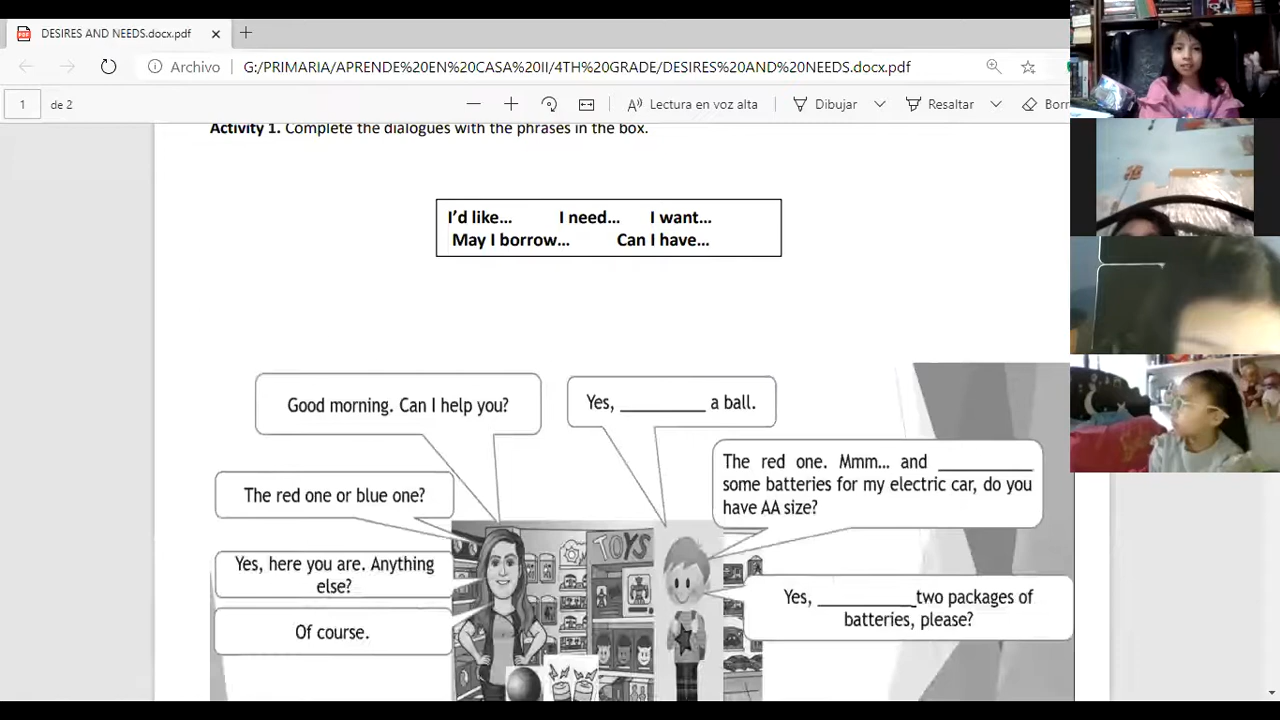 DESIRES AND NEEDS.docx.pdf
Archivo G:/PRIMARIA/APRENDE%20EN%20CASA%20II/4TH%20GRADE/DESIRES%20AND%20NEEDS.docx.pdf
1 de 2 Lectura en voz alta Dibujar Resaltar Borr
Activity 1. Complete the dialogues with the phrases in the box.
I'd like... I need... I want...
May I borrow... Can I have...
Good morning. Can I help you?
Yes, __________ a ball.
The red one. Mmm... and ___________
some batteries for my electric car, do you
have AA size?
The red one or blue one?
Yes, here you are. Anything
else?
Of course.
Yes, ____________two packages of
batteries, please?
TOYS